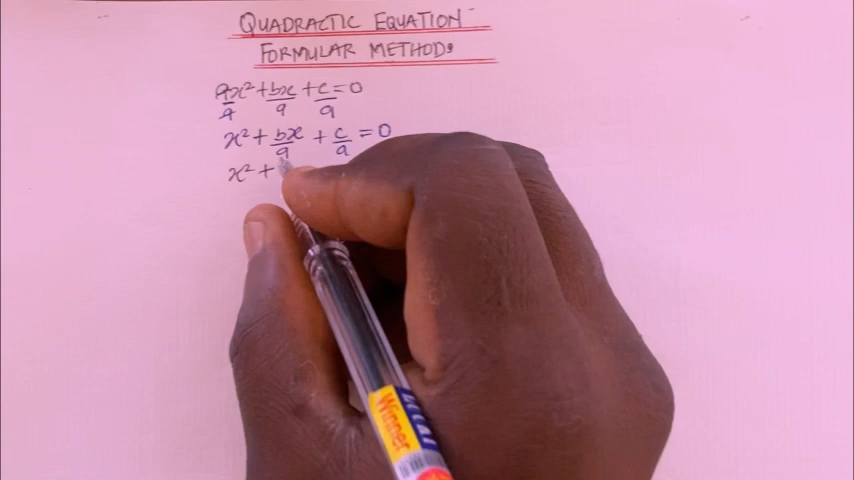 QUADRACTIC EQUATION
FORMULAR METHOD
ax²/a + bx/a + c/a = 0
x² + bx/a + c/a = 0
x² +
Winner